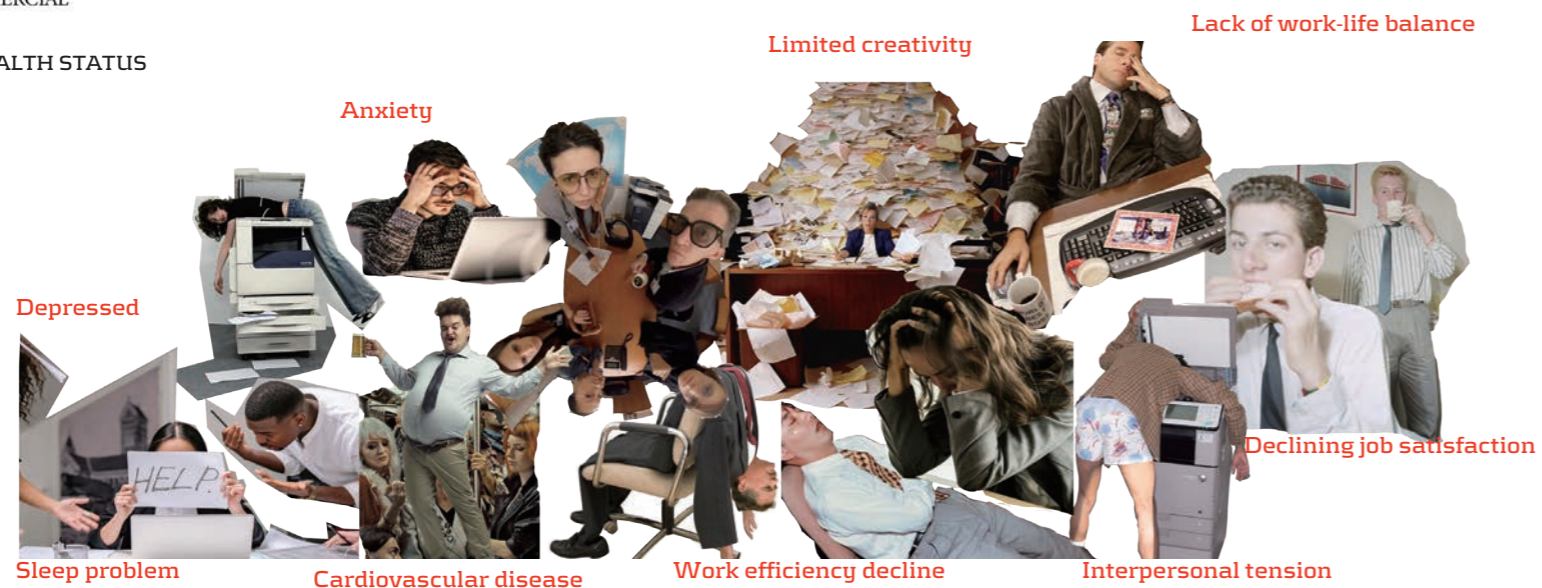 Lack of work-life balance
Limited creativity
ALTH STATUS
Anxiety
Depressed
HELP.
Declining job satisfaction
Sleep problem
Cardiovascular disease
Work efficiency decline
Interpersonal tension